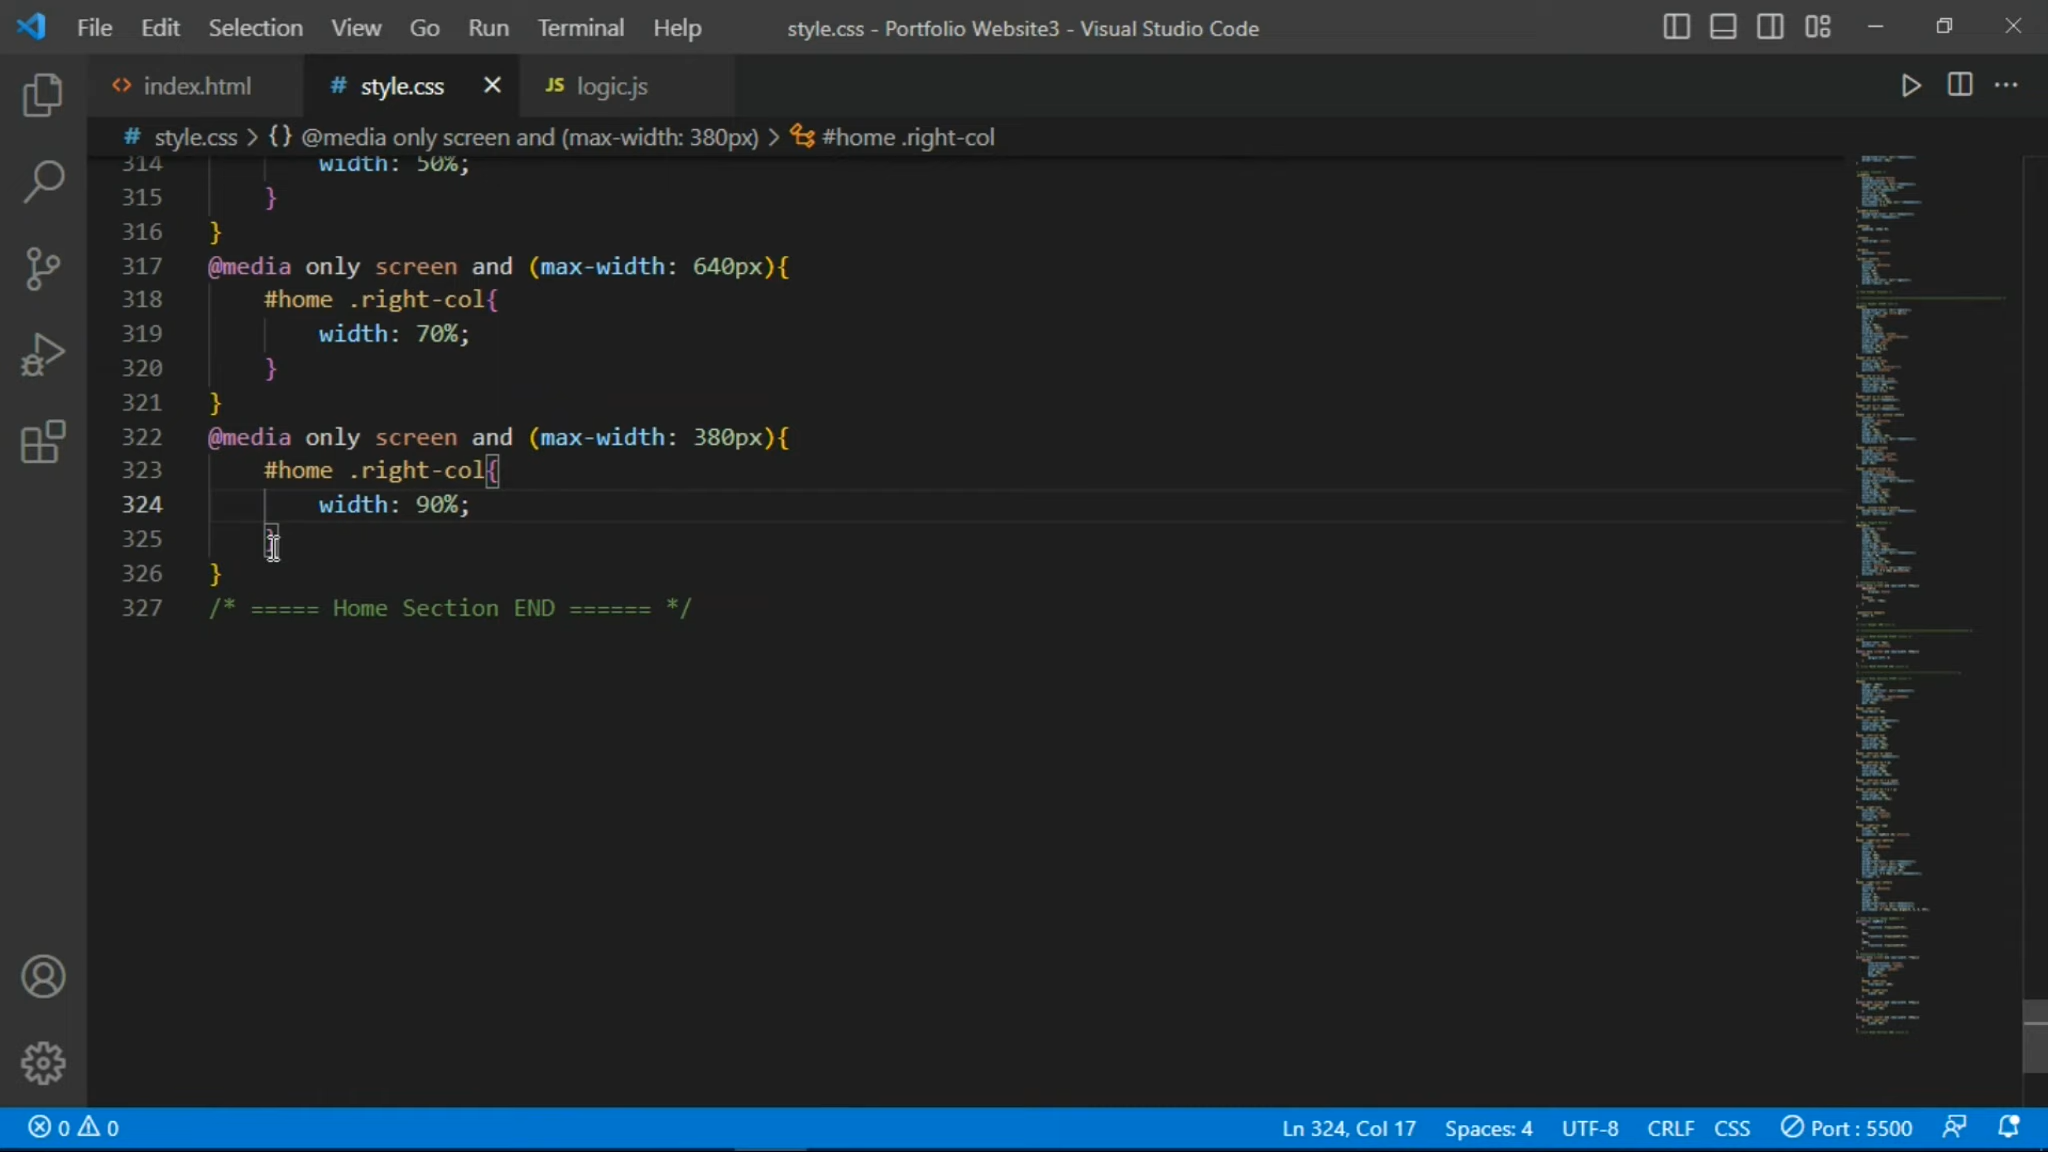 File Edit Selection View Go Run Terminal Help style.css - Portfolio Website3 - Visual Studio Code
<> index.html # style.css JS logic.js
# style.css > {} @media only screen and (max-width: 380px) > #home .right-col
314 width: 50%;
315 }
316 }
317 @media only screen and (max-width: 640px){
318 #home .right-col{
319 width: 70%;
320 }
321 }
322 @media only screen and (max-width: 380px){
323 #home .right-col{
324 width: 90%;
325 }
326 }
327 /* ===== Home Section END ====== */
0 0 Ln 324, Col 17 Spaces: 4 UTF-8 CRLF CSS Port : 5500